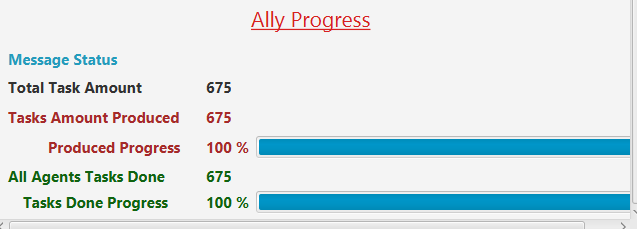 Ally Progress
Message Status
Total Task Amount 675
Tasks Amount Produced 675
Produced Progress 100 %
All Agents Tasks Done 675
Tasks Done Progress 100 %